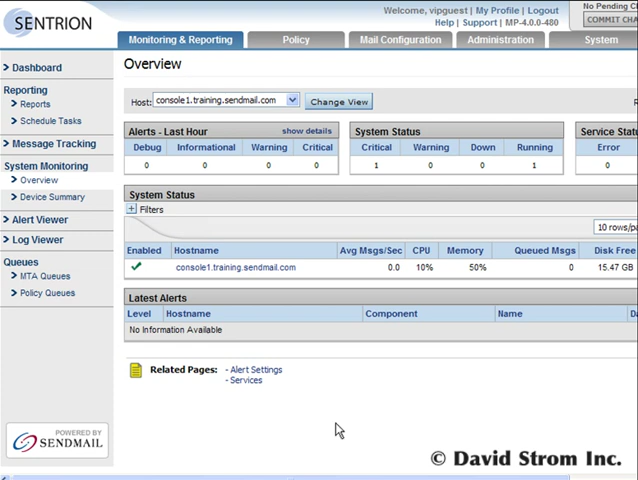 SENTRION
Welcome, vipguest | My Profile | Logout
Help | Support | MP-4.0.0-480
No Pending
COMMIT
Monitoring & Reporting
Policy
Mail Configuration
Administration
System
Dashboard
Reporting
Reports
Schedule Tasks
Message Tracking
System Monitoring
Overview
Device Summary
Alert Viewer
Log Viewer
Queues
MTA Queues
Policy Queues
POWERED BY
SENDMAIL
Overview
Host: console1.training.sendmail.com Change View
Alerts - Last Hour show details
Debug Informational Warning Critical
0 0 0 0
System Status
Critical Warning Down Running
1 0 0 1
Service Statu
Error
0
System Status
+ Filters
10 rows/pa
Enabled Hostname Avg Msgs/Sec CPU Memory Queued Msgs Disk Free
console1.training.sendmail.com 0.0 10% 50% 0 15.47 GB
Latest Alerts
Level Hostname Component Name Da
No Information Available
Related Pages: - Alert Settings
- Services
© David Strom Inc.